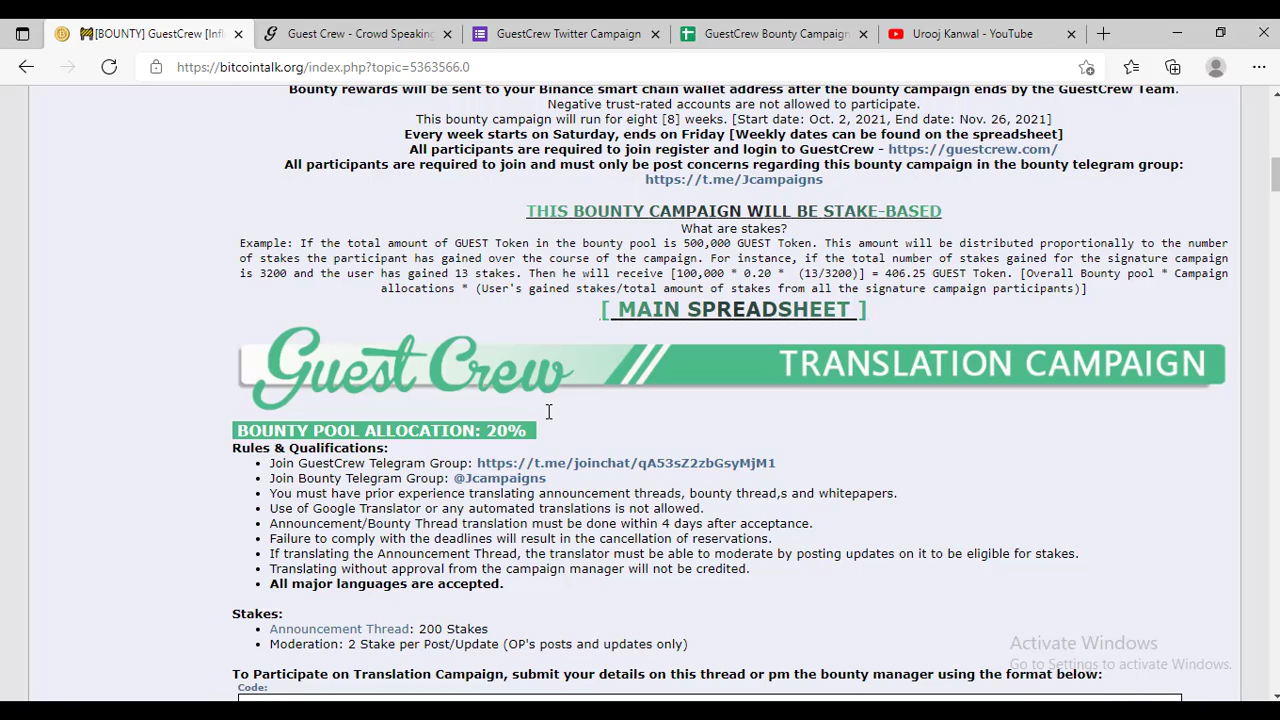 [BOUNTY] GuestCrew [Inf
Guest Crew - Crowd Speaking
GuestCrew Twitter Campaign
GuestCrew Bounty Campaign
Urooj Kanwal - YouTube
https://bitcointalk.org/index.php?topic=5363566.0
Bounty rewards will be sent to your Binance smart chain wallet address after the bounty campaign ends by the GuestCrew Team.
Negative trust-rated accounts are not allowed to participate.
This bounty campaign will run for eight [8] weeks. [Start date: Oct. 2, 2021, End date: Nov. 26, 2021]
Every week starts on Saturday, ends on Friday [Weekly dates can be found on the spreadsheet]
All participants are required to join register and login to GuestCrew - https://guestcrew.com/
All participants are required to join and must only be post concerns regarding this bounty campaign in the bounty telegram group:
https://t.me/Jcampaigns
THIS BOUNTY CAMPAIGN WILL BE STAKE-BASED
What are stakes?
Example: If the total amount of GUEST Token in the bounty pool is 500,000 GUEST Token. This amount will be distributed proportionally to the number
of stakes the participant has gained over the course of the campaign. For instance, if the total number of stakes gained for the signature campaign
is 3200 and the user has gained 13 stakes. Then he will receive [100,000 * 0.20 * (13/3200)] = 406.25 GUEST Token. [Overall Bounty pool * Campaign
allocations * (User's gained stakes/total amount of stakes from all the signature campaign participants)]
[ MAIN SPREADSHEET ]
Guest Crew
TRANSLATION CAMPAIGN
BOUNTY POOL ALLOCATION: 20%
Rules & Qualifications:
• Join GuestCrew Telegram Group: https://t.me/joinchat/qA53sZ2zbGsyMjM1
• Join Bounty Telegram Group: @Jcampaigns
• You must have prior experience translating announcement threads, bounty thread,s and whitepapers.
• Use of Google Translator or any automated translations is not allowed.
• Announcement/Bounty Thread translation must be done within 4 days after acceptance.
• Failure to comply with the deadlines will result in the cancellation of reservations.
• If translating the Announcement Thread, the translator must be able to moderate by posting updates on it to be eligible for stakes.
• Translating without approval from the campaign manager will not be credited.
• All major languages are accepted.
Stakes:
• Announcement Thread: 200 Stakes
• Moderation: 2 Stake per Post/Update (OP's posts and updates only)
Activate Windows
Go to Settings to activate Windows.
To Participate on Translation Campaign, submit your details on this thread or pm the bounty manager using the format below:
Code: